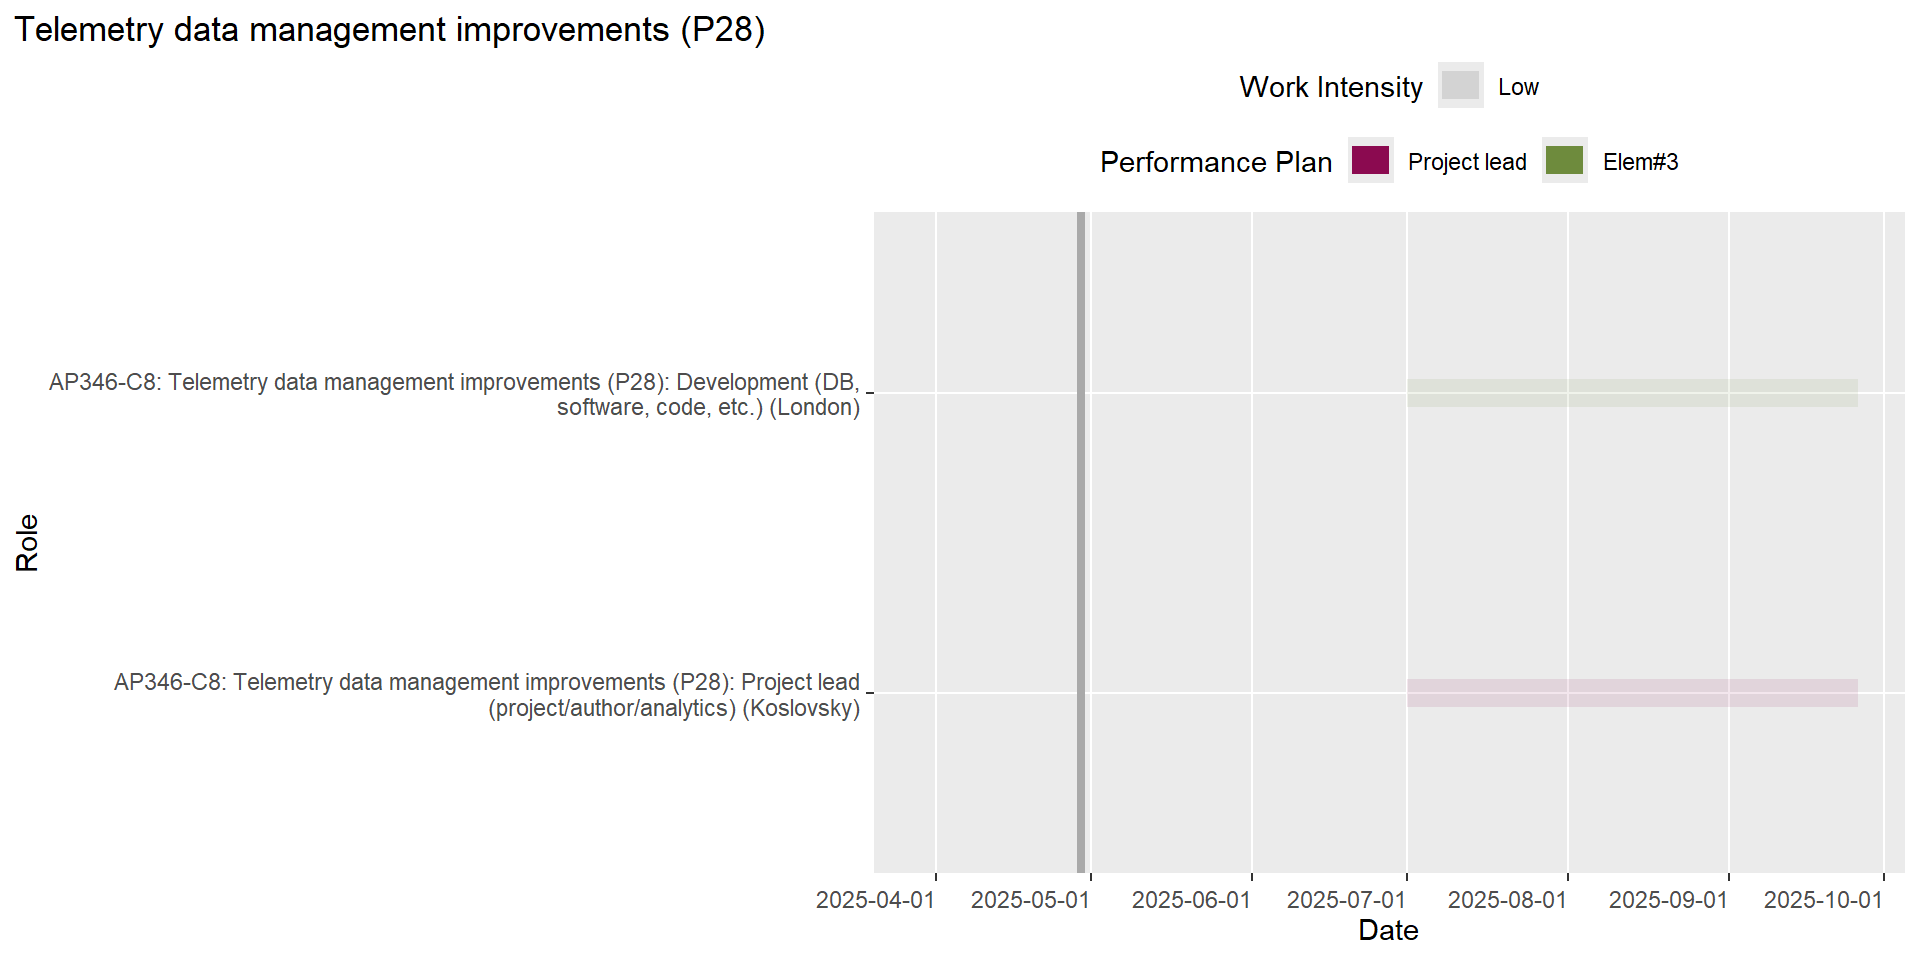 Telemetry data management improvements (P28)
Work Intensity Low
Performance Plan Project lead Elem#3
AP346-C8: Telemetry data management improvements (P28): Development (DB,
software, code, etc.) (London)
Role
AP346-C8: Telemetry data management improvements (P28): Project lead
(project/author/analytics) (Koslovsky)
2025-04-01 2025-05-01 2025-06-01 2025-07-01 2025-08-01 2025-09-01 2025-10-01
Date